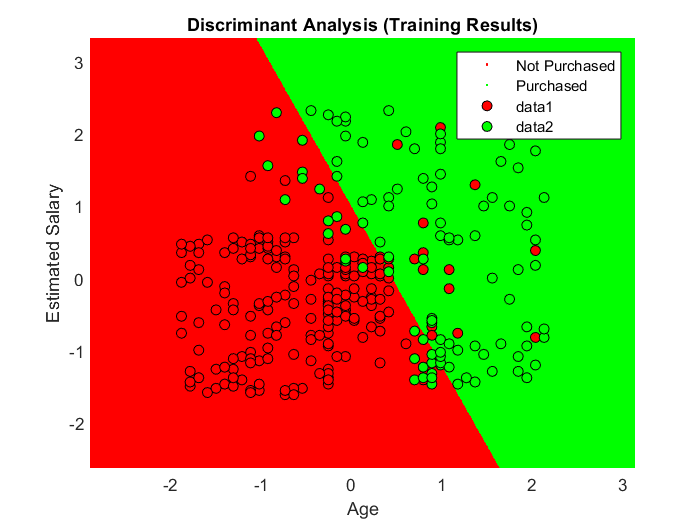 Discriminant Analysis (Training Results)
Not Purchased
Purchased
data1
data2
Estimated Salary
3
2
1
0
-1
-2
-2
-1
0
1
2
3
Age